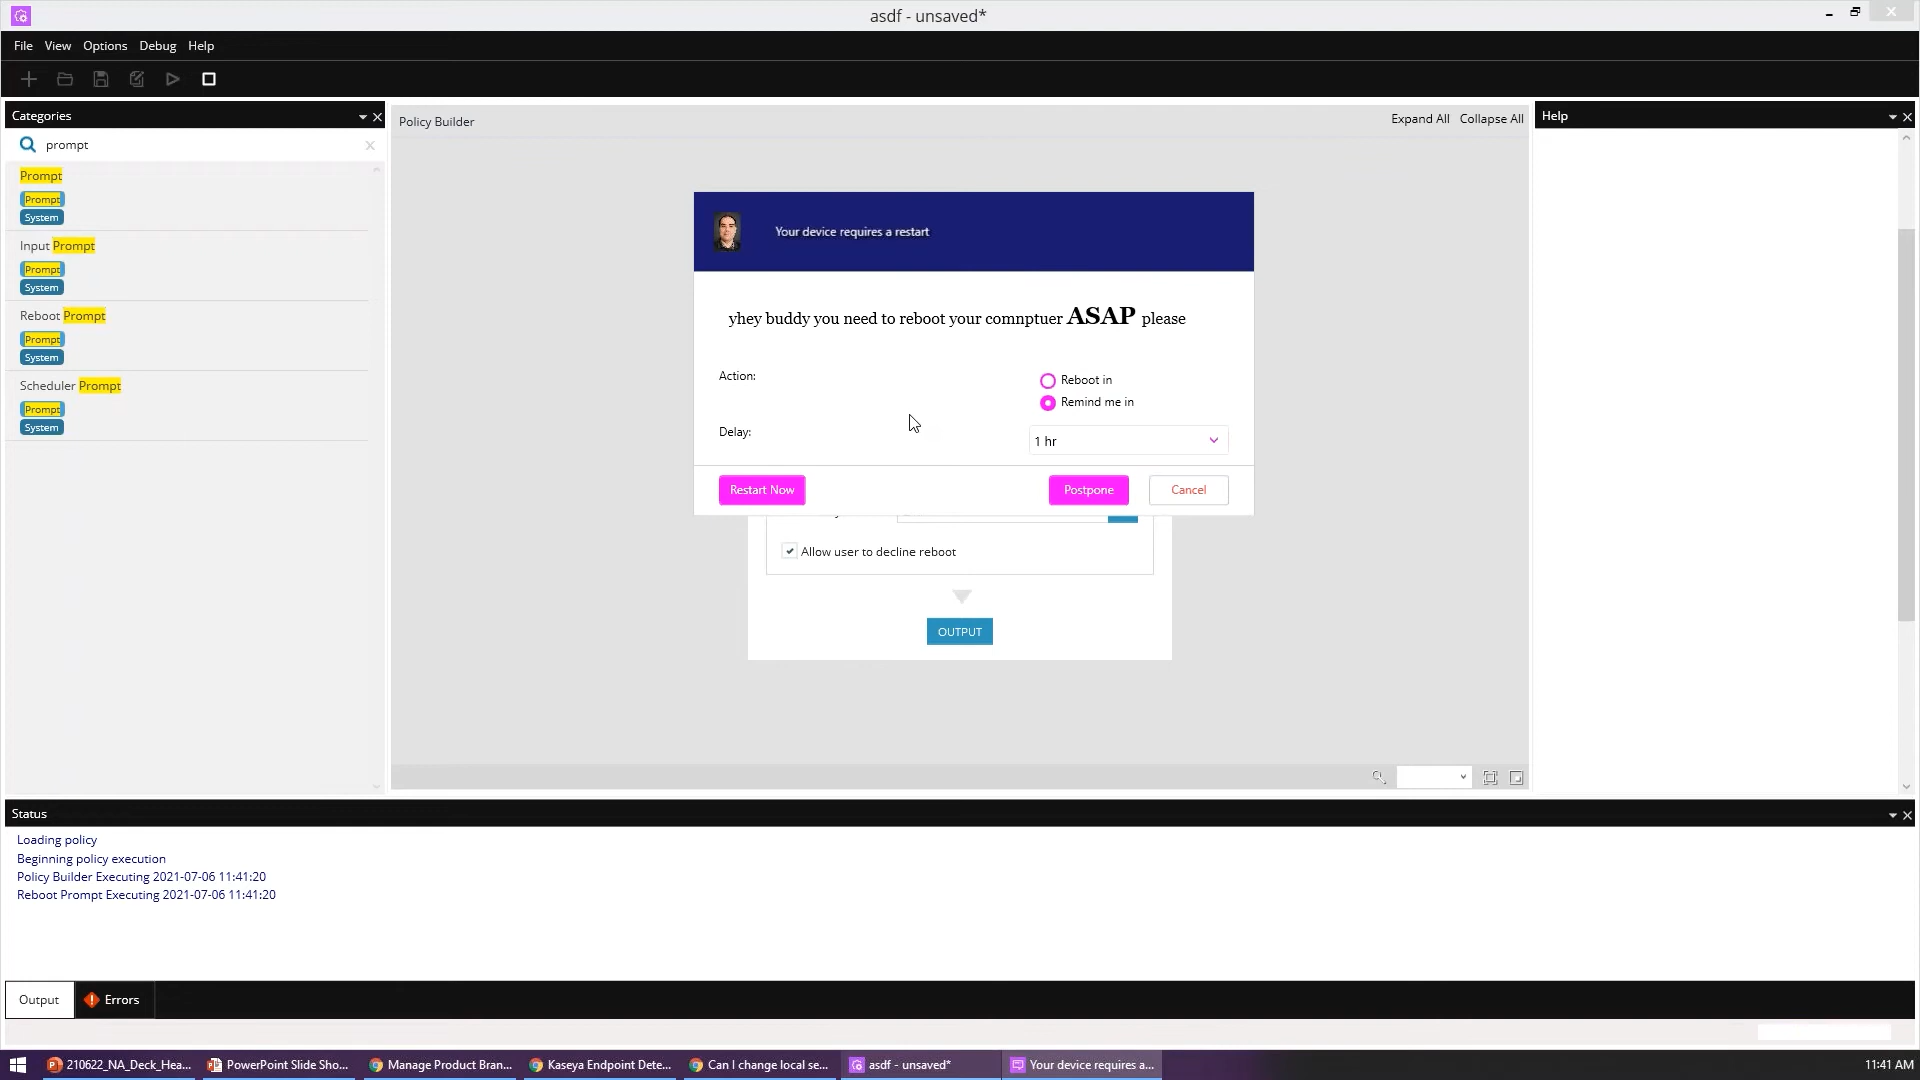 asdf - unsaved*
File View Options Debug Help
Categories
prompt
Prompt
Prompt
System
Input Prompt
Prompt
System
Reboot Prompt
Prompt
System
Scheduler Prompt
Prompt
System
Policy Builder
Expand All Collapse All
Your device requires a restart
yhey buddy you need to reboot your comnptuer ASAP please
Action:
Reboot in
Remind me in
Delay:
1 hr
Restart Now
Postpone
Cancel
Allow user to decline reboot
OUTPUT
Help
Status
Loading policy
Beginning policy execution
Policy Builder Executing 2021-07-06 11:41:20
Reboot Prompt Executing 2021-07-06 11:41:20
Output
Errors
210622_NA_Deck_Hea...
PowerPoint Slide Sho...
Manage Product Bran...
Kaseya Endpoint Dete...
Can I change local se...
asdf - unsaved*
Your device requires a...
11:41 AM